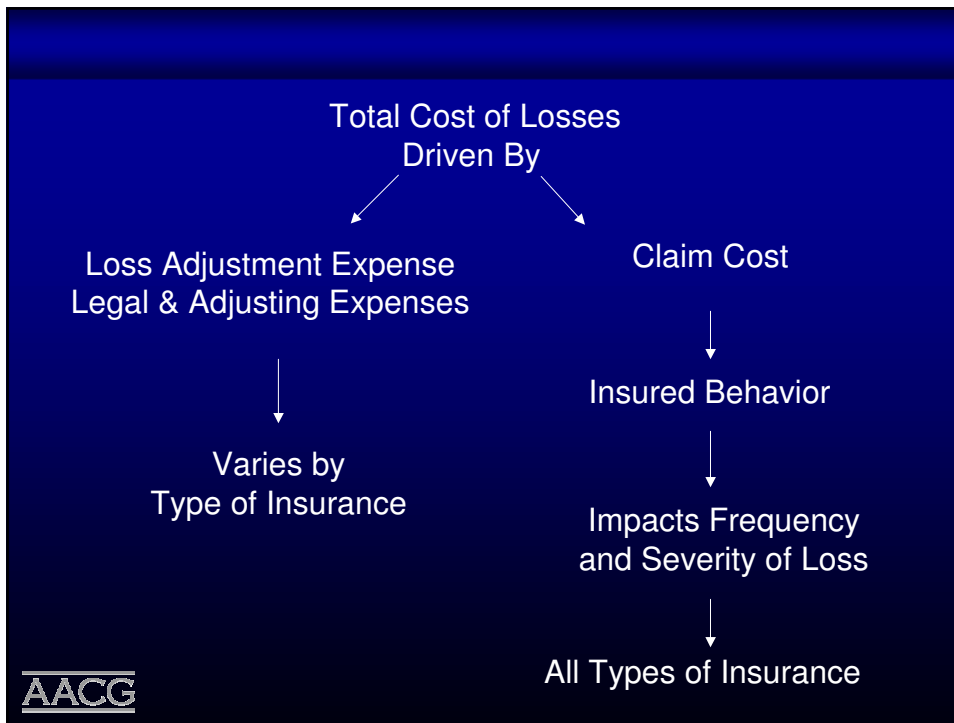 Total Cost of Losses
Driven By
Loss Adjustment Expense
Legal & Adjusting Expenses
Varies by
Type of Insurance
Claim Cost
Insured Behavior
Impacts Frequency
and Severity of Loss
All Types of Insurance
AACG